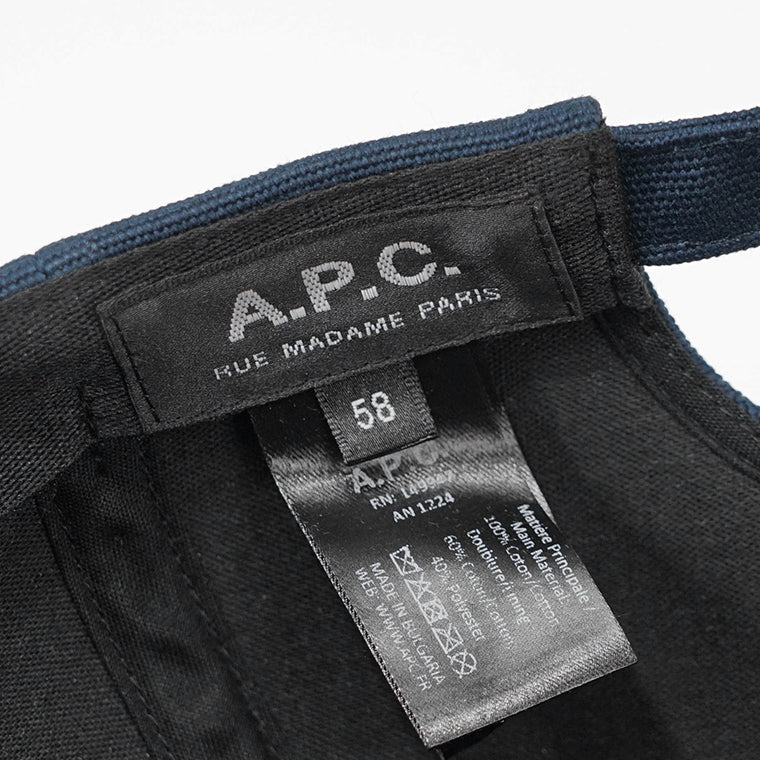 A.P.C.
RUE MADAME PARIS
58
A.P.C.
RN:
AN 1224
Matière Principale /
Main Material:
100% Coton/Cotton
Doublure/Lining
60% Coton/Cotton
40% Polyester
MADE IN BULGARIA
WEB: WWW.APC.FR